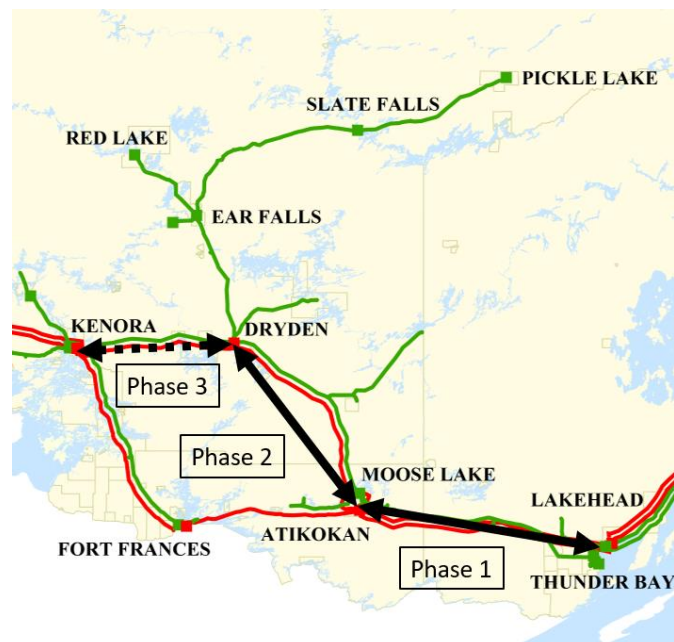 PICKLE LAKE
SLATE FALLS
RED LAKE
EAR FALLS
KENORA
DRYDEN
Phase 3
Phase 2
MOOSE LAKE
LAKEHEAD
ATIKOKAN
FORT FRANCES
Phase 1
THUNDER BAY